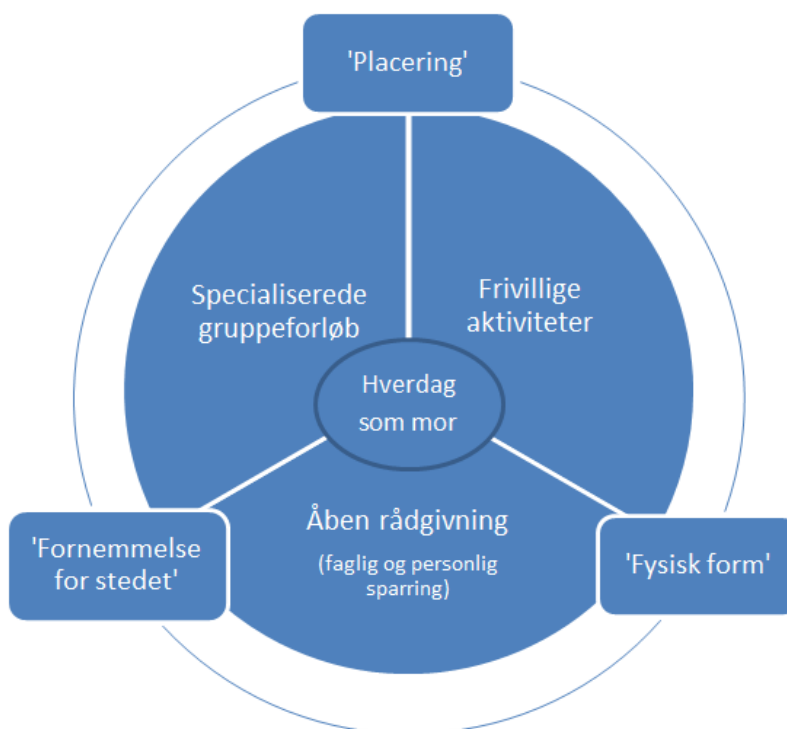 'Placering'
Specialiserede
gruppeforløb
Frivillige
aktiviteter
Hverdag
som mor
Åben rådgivning
(faglig og personlig
sparring)
'Fornemmelse
for stedet'
'Fysisk form'